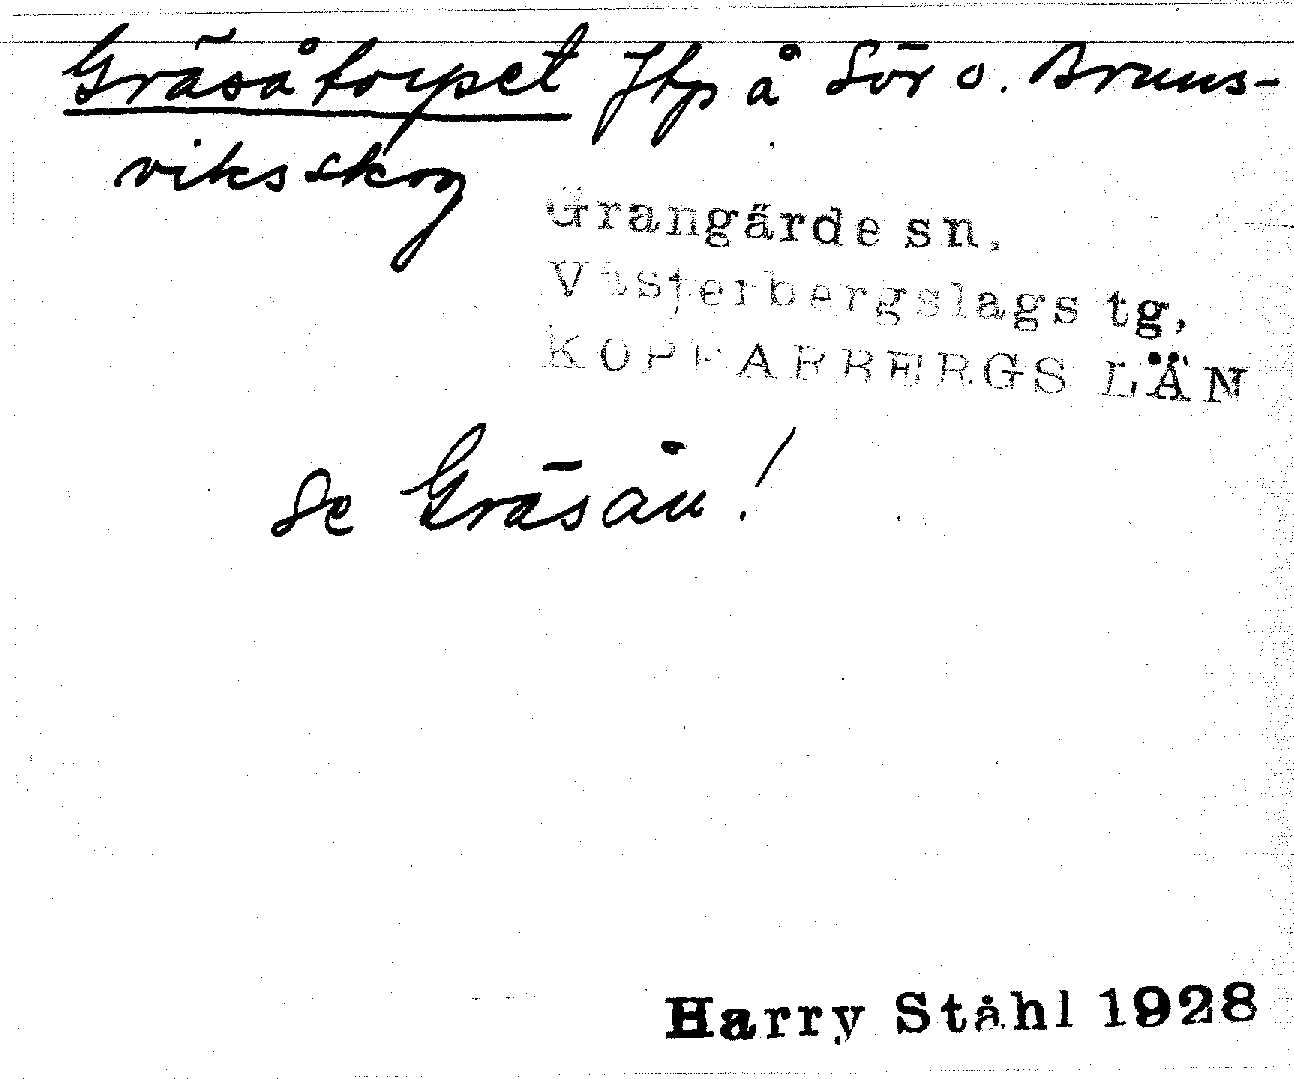 Gräsåtorpet Jtp å Sör o. Bruns-
viksskog
Grangärde sn,
Västerbergslags tg,
KOPPARBERGS LÄN
Se Gräsån!
Harry Ståhl 1928